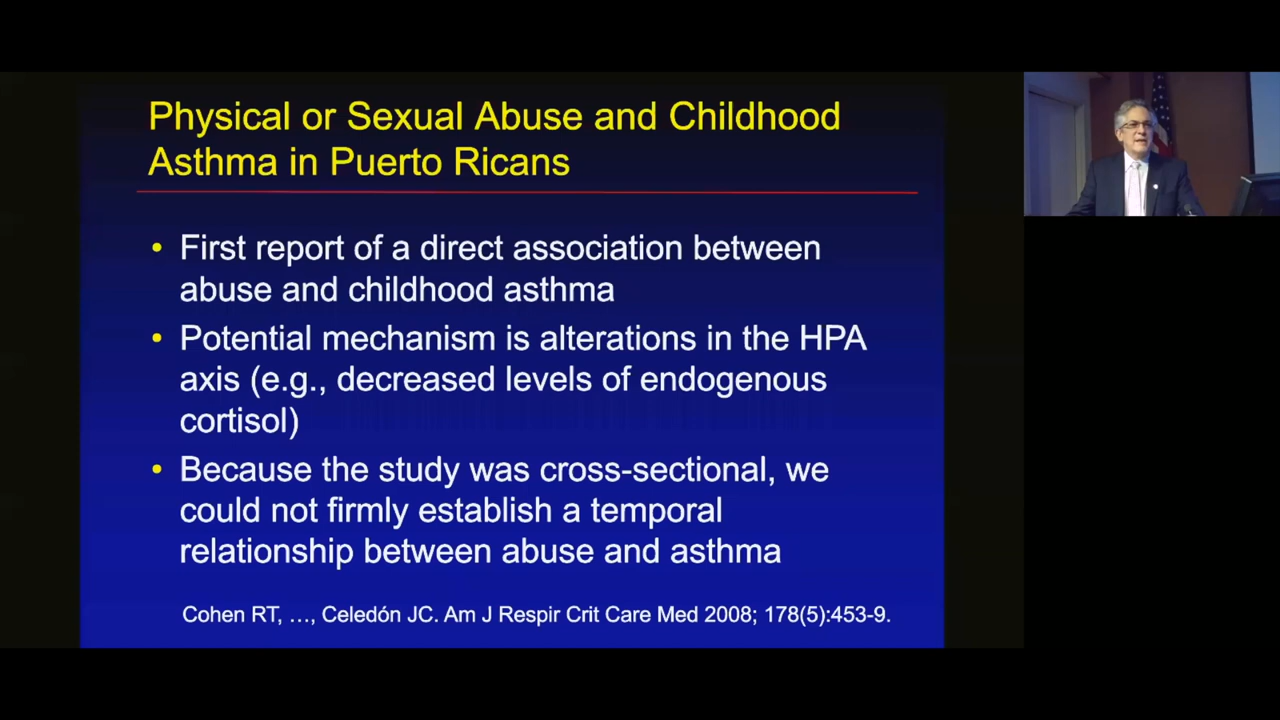 Physical or Sexual Abuse and Childhood
Asthma in Puerto Ricans
• First report of a direct association between
abuse and childhood asthma
• Potential mechanism is alterations in the HPA
axis (e.g., decreased levels of endogenous
cortisol)
• Because the study was cross-sectional, we
could not firmly establish a temporal
relationship between abuse and asthma
Cohen RT, …, Celedón JC. Am J Respir Crit Care Med 2008; 178(5):453-9.